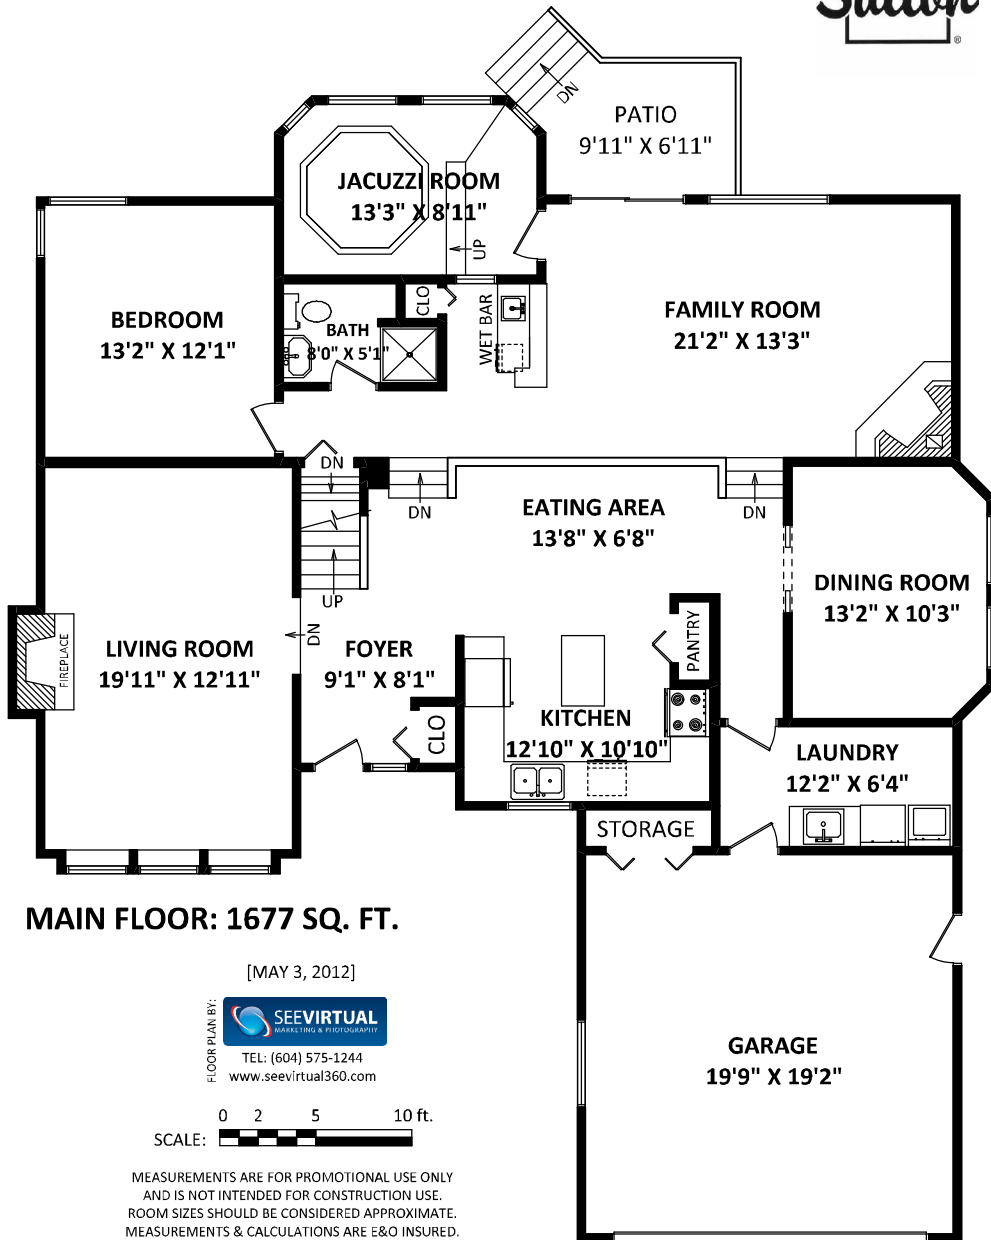 Sutton
®
DN
PATIO
9'11" X 6'11"
JACUZZI ROOM
13'3" X 8'11"
UP
BEDROOM
13'2" X 12'1"
CLO
WET BAR
BATH
8'0" X 5'1"
FAMILY ROOM
21'2" X 13'3"
DN
DN
DN
EATING AREA
13'8" X 6'8"
UP
DN
DINING ROOM
13'2" X 10'3"
PANTRY
FIREPLACE
LIVING ROOM
19'11" X 12'11"
FOYER
9'1" X 8'1"
CLO
KITCHEN
12'10" X 10'10"
LAUNDRY
12'2" X 6'4"
STORAGE
MAIN FLOOR: 1677 SQ. FT.
[MAY 3, 2012]
FLOOR PLAN BY:
SEEVIRTUAL
MARKETING & PHOTOGRAPHY
TEL: (604) 575-1244
www.seevirtual360.com
GARAGE
19'9" X 19'2"
0 2 5 10 ft.
SCALE:
MEASUREMENTS ARE FOR PROMOTIONAL USE ONLY
AND IS NOT INTENDED FOR CONSTRUCTION USE.
ROOM SIZES SHOULD BE CONSIDERED APPROXIMATE.
MEASUREMENTS & CALCULATIONS ARE E&O INSURED.